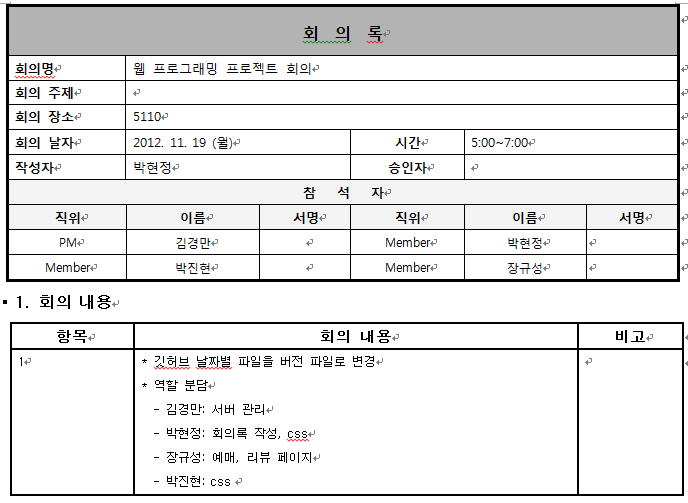 회 의 록
회의명 웹 프로그래밍 프로젝트 회의
회의 주제
회의 장소 5110
회의 날자 2012. 11. 19 (월) 시간 5:00~7:00
작성자 박현정 승인자
참 석 자
직위 이름 서명 직위 이름 서명
PM 김경만 Member 박현정
Member 박진현 Member 장규성
1. 회의 내용
항목 회의 내용 비고
1 * 깃허브 날짜별 파일을 버전 파일로 변경
* 역할 분담
- 김경만: 서버 관리
- 박현정: 회의록 작성, css
- 장규성: 예매, 리뷰 페이지
- 박진현: css